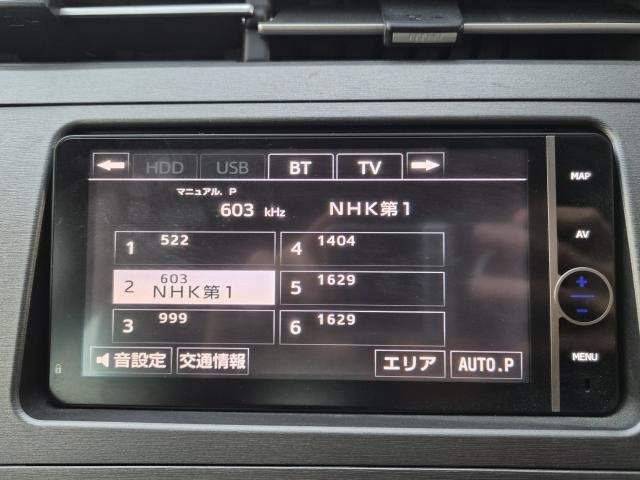 HDD USB BT TV
マニュアル. P
603 kHz NHK第1
1 522
2 603 NHK第1
3 999
4 1404
5 1629
6 1629
音設定 交通情報 エリア AUTO.P
MAP
AV
+
−
MENU